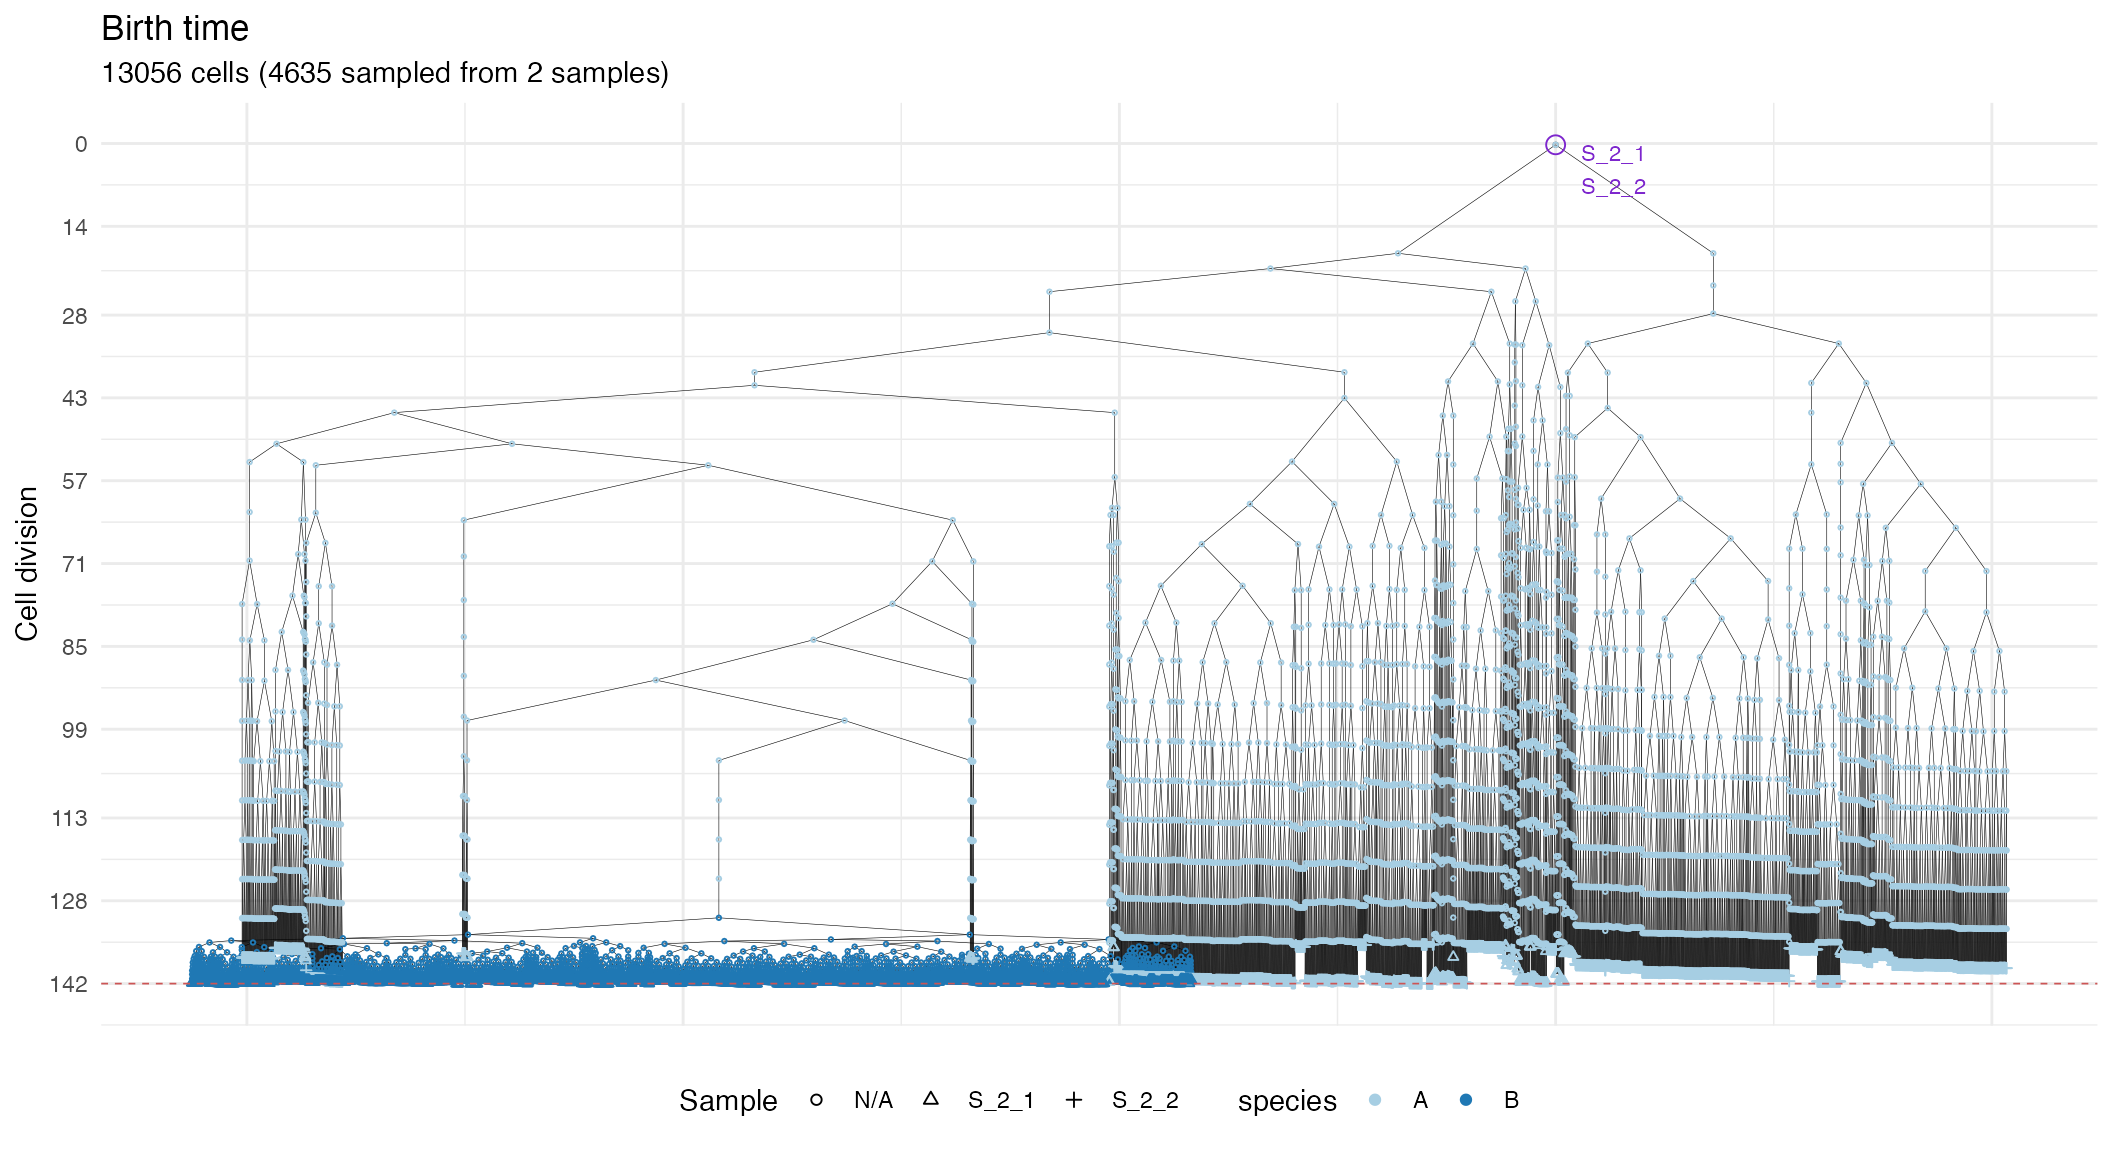 Birth time
13056 cells (4635 sampled from 2 samples)
Cell division
0
14
28
43
57
71
85
99
113
128
142
S_2_1
S_2_2
Sample N/A S_2_1 S_2_2 species A B